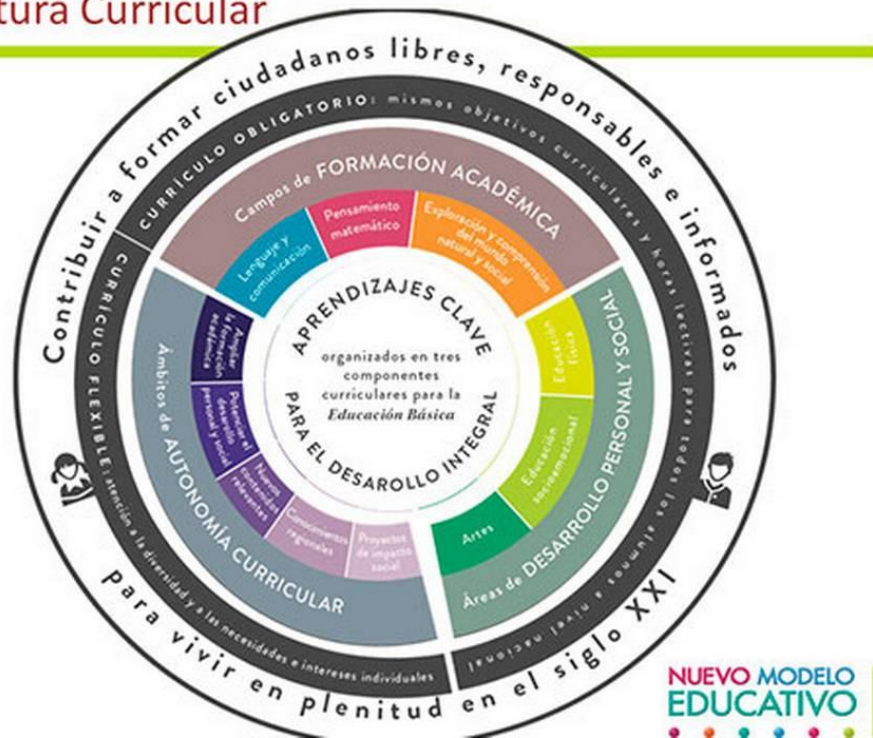 tura Curricular
Contribuir a formar ciudadanos libres, responsables e informados
para vivir en plenitud en el siglo XXI
CURRÍCULO OBLIGATORIO: mismos objetivos curriculares y horas lectivas para todos los alumnos a nivel nacional
CURRÍCULO FLEXIBLE: atención a la diversidad y a las necesidades e intereses individuales
Campos de FORMACIÓN ACADÉMICA
Lenguaje y
comunicación
Pensamiento
matemático
Exploración y comprensión
del mundo
natural y social
Áreas de DESARROLLO PERSONAL Y SOCIAL
Educación
Física
Educación
socioemocional
Artes
Ámbitos de AUTONOMÍA CURRICULAR
Ampliar
la formación
académica
Potenciar el
desarollo
personal y social
Nuevos
contenidos
relevantes
Conocimientos
regionales
Proyectos
de impacto
social
APRENDIZAJES CLAVE
organizados en tres
componentes
curriculares para la
Educación Básica
PARA EL DESAROLLO INTEGRAL
NUEVO MODELO
EDUCATIVO